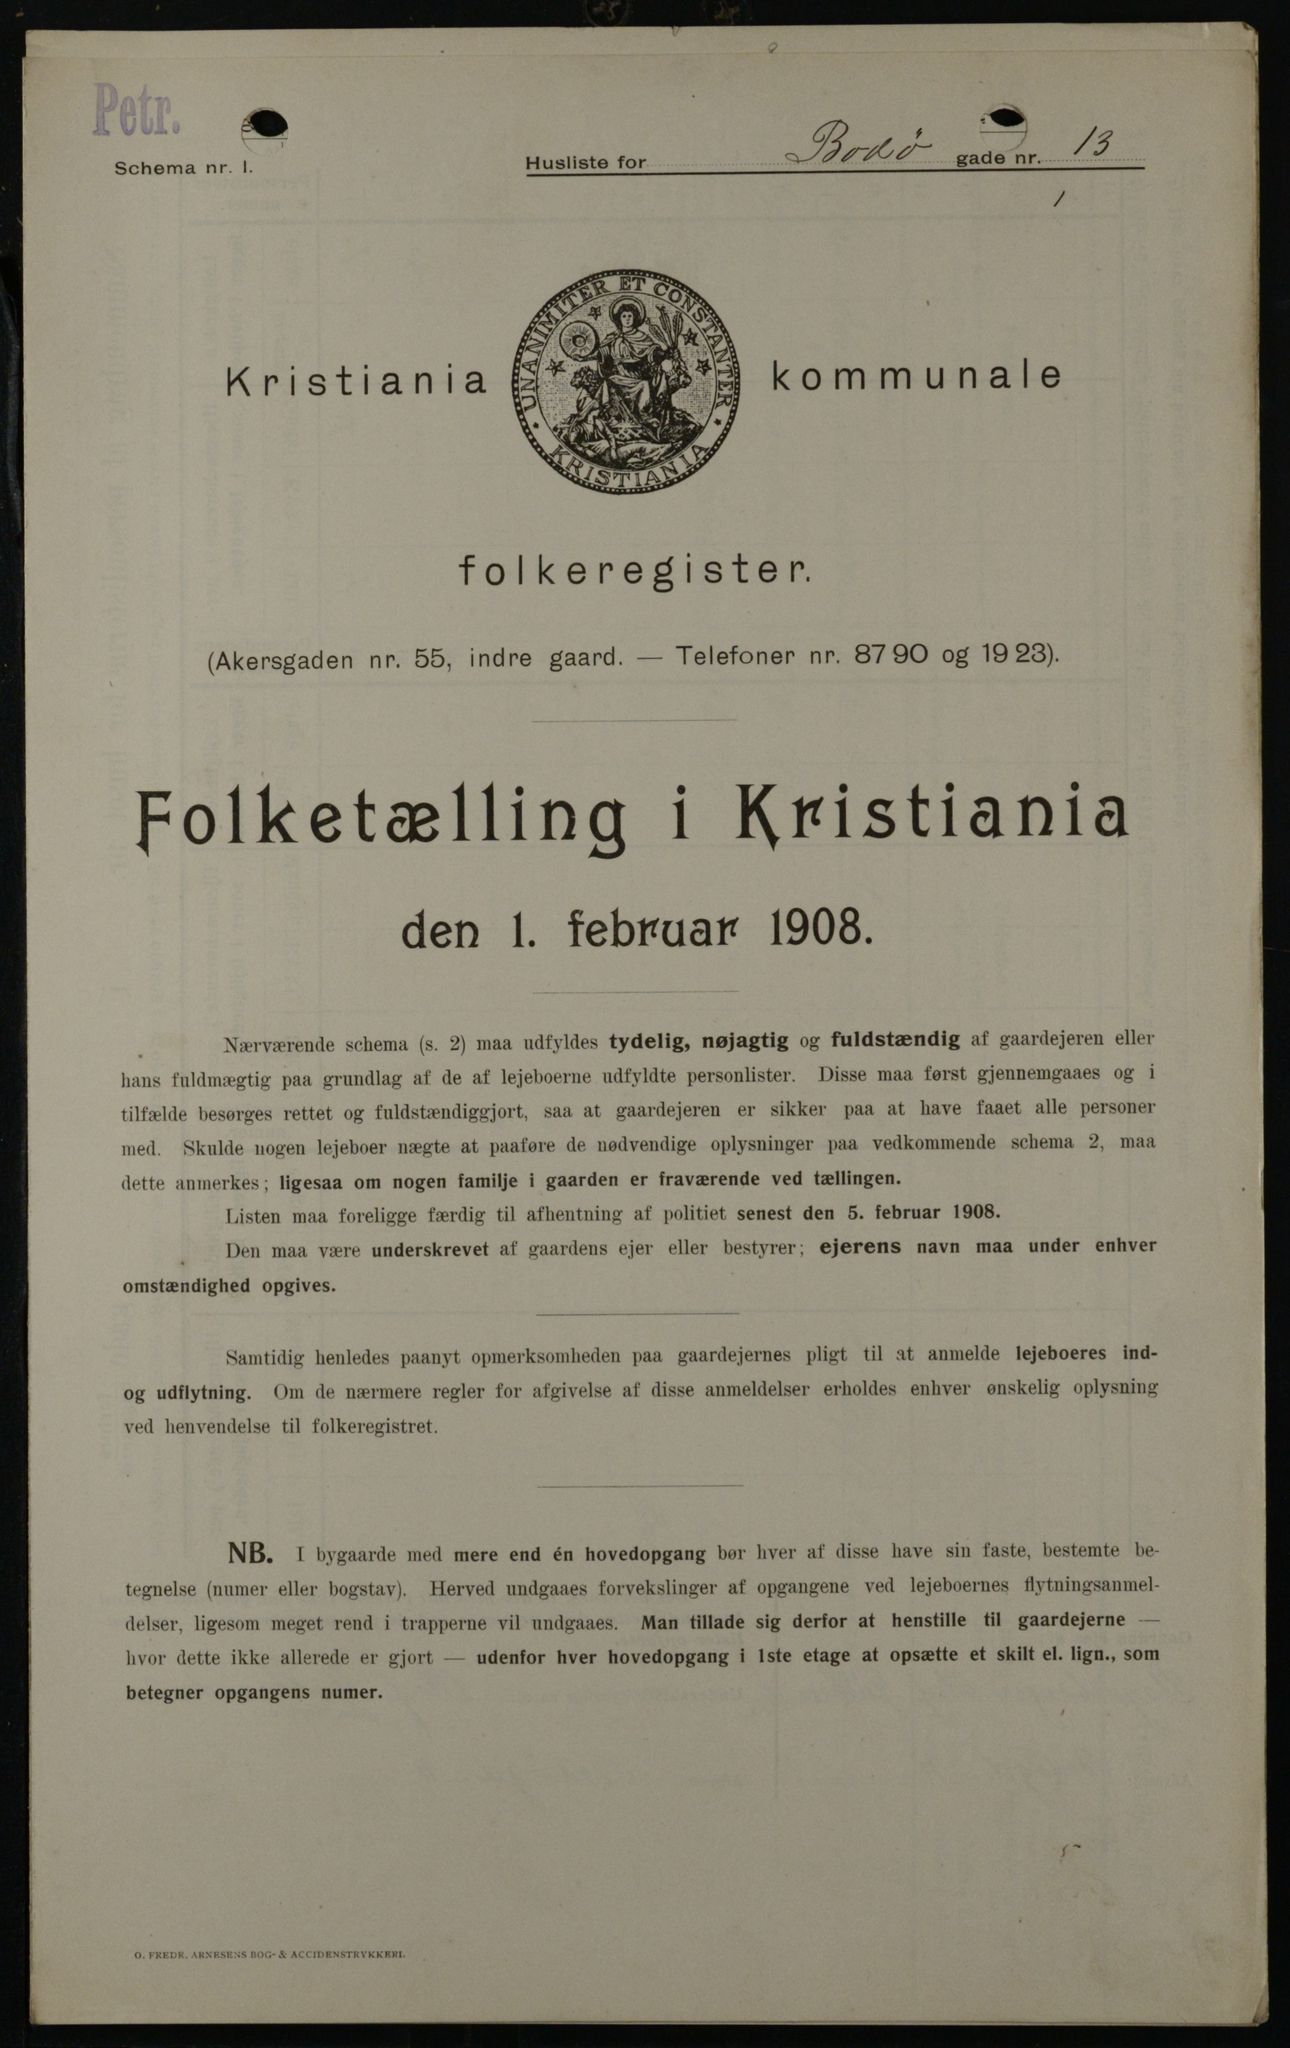 Petr.
Schema nr. 1.
Husliste for Bodø gade nr. 13
1
UNANIMITER ET CONSTANTER
KRISTIANIA
Kristiania kommunale
folkeregister.
(Akersgaden nr. 55, indre gaard. — Telefoner nr. 87 90 og 19 23).
Folketælling i Kristiania
den 1. februar 1908.
Nærværende schema (s. 2) maa udfyldes tydelig, nøjagtig og fuldstændig af gaardejeren eller
hans fuldmægtig paa grundlag af de af lejeboerne udfyldte personlister. Disse maa først gjennemgaaes og i
tilfælde besørges rettet og fuldstændiggjort, saa at gaardejeren er sikker paa at have faaet alle personer
med. Skulde nogen lejeboer nægte at paaføre de nødvendige oplysninger paa vedkommende schema 2, maa
dette anmerkes; ligesaa om nogen familje i gaarden er fraværende ved tællingen.
Listen maa foreligge færdig til afhentning af politiet senest den 5. februar 1908.
Den maa være underskrevet af gaardens ejer eller bestyrer; ejerens navn maa under enhver
omstændighed opgives.
Samtidig henledes paanyt opmerksomheden paa gaardejernes pligt til at anmelde lejeboeres ind-
og udflytning. Om de nærmere regler for afgivelse af disse anmeldelser erholdes enhver ønskelig oplysning
ved henvendelse til folkeregistret.
NB. I bygaarde med mere end én hovedopgang bør hver af disse have sin faste, bestemte be-
tegnelse (numer eller bogstav). Herved undgaaes forvekslinger af opgangene ved lejeboernes flytningsanmel-
delser, ligesom meget rend i trapperne vil undgaaes. Man tillade sig derfor at henstille til gaardejerne —
hvor dette ikke allerede er gjort — udenfor hver hovedopgang i 1ste etage at opsætte et skilt el. lign., som
betegner opgangens numer.
O. FREDR. ARNESENS BOG- & ACCIDENSTRYKKERI.